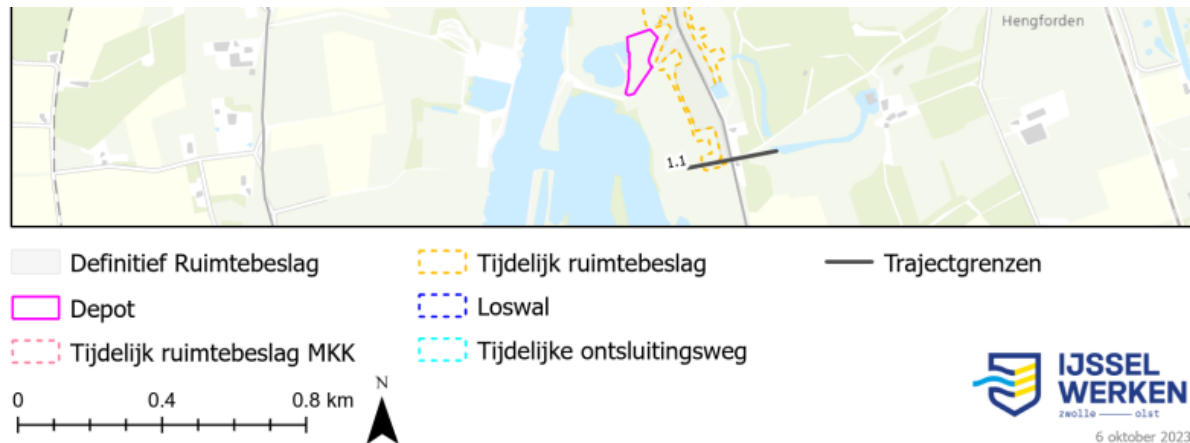 Hengforden
1.1
Definitief Ruimtebeslag
Tijdelijk ruimtebeslag
Trajectgrenzen
Depot
Loswal
Tijdelijk ruimtebeslag MKK
Tijdelijke ontsluitingsweg
0 0.4 0.8 km
N
IJSSEL
WERKEN
zwolle olst
6 oktober 2023